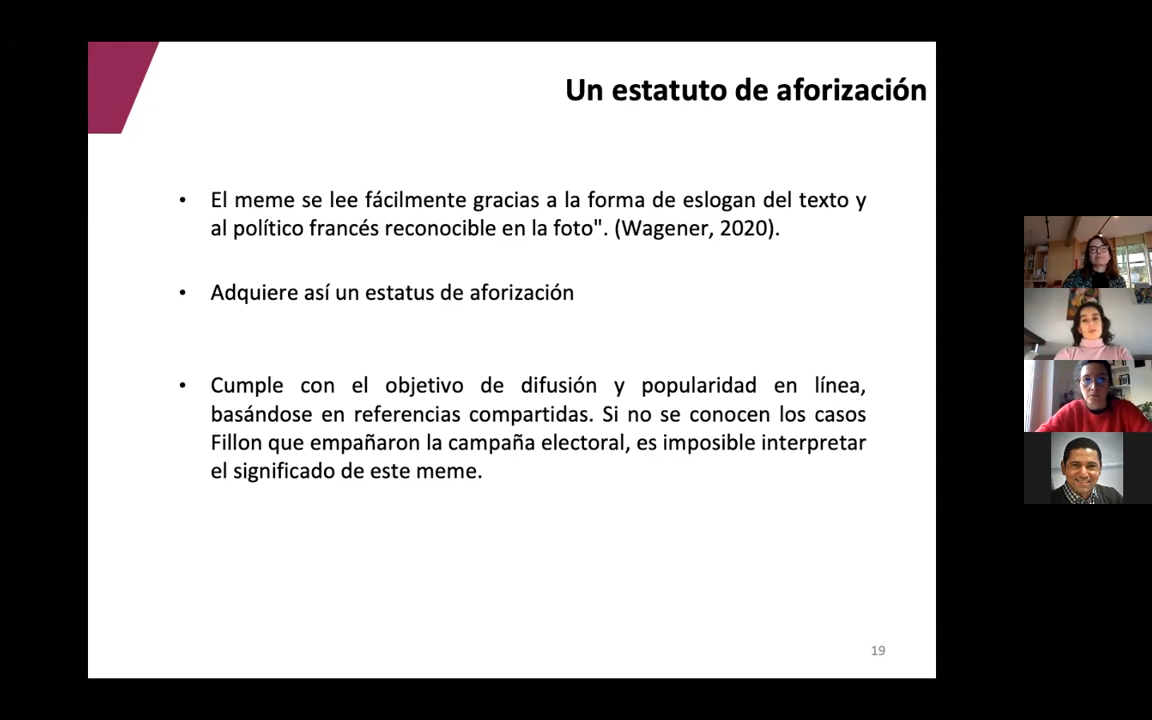 Un estatuto de aforización
• El meme se lee fácilmente gracias a la forma de eslogan del texto y
al político francés reconocible en la foto". (Wagener, 2020).
• Adquiere así un estatus de aforización
• Cumple con el objetivo de difusión y popularidad en línea,
basándose en referencias compartidas. Si no se conocen los casos
Fillon que empañaron la campaña electoral, es imposible interpretar
el significado de este meme.
19